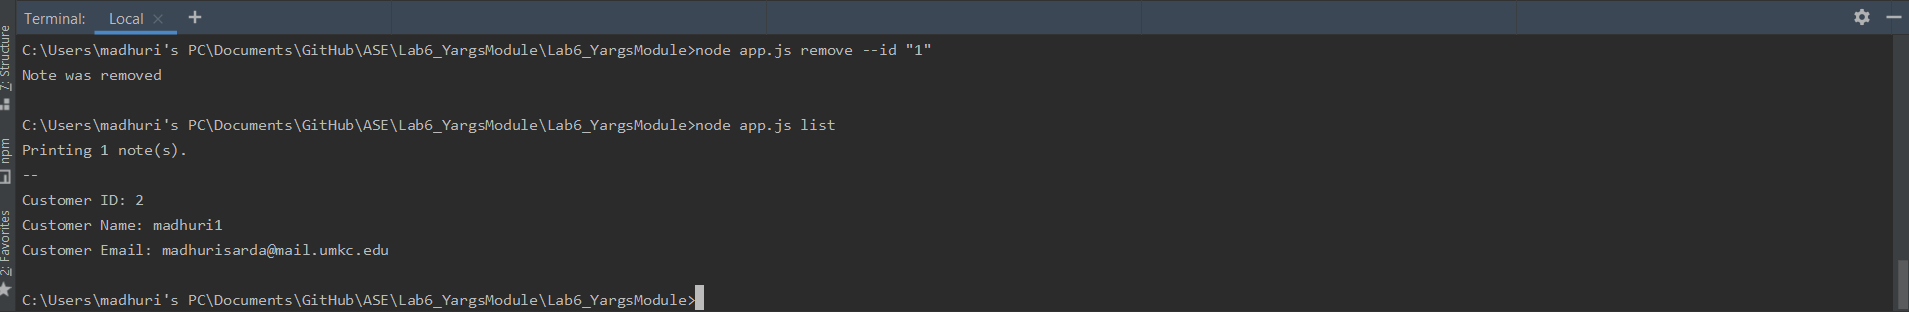 Terminal: Local × +
C:\Users\madhuri's PC\Documents\GitHub\ASE\Lab6_YargsModule\Lab6_YargsModule>node app.js remove --id "1"
Note was removed
C:\Users\madhuri's PC\Documents\GitHub\ASE\Lab6_YargsModule\Lab6_YargsModule>node app.js list
Printing 1 note(s).
--
Customer ID: 2
Customer Name: madhuri1
Customer Email: madhurisarda@mail.umkc.edu
C:\Users\madhuri's PC\Documents\GitHub\ASE\Lab6_YargsModule\Lab6_YargsModule>
7: Structure
npm
2: Favorites